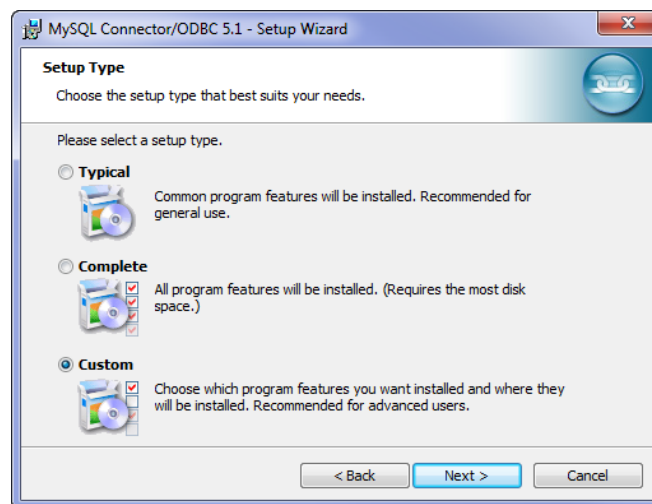 MySQL Connector/ODBC 5.1 - Setup Wizard
Setup Type
Choose the setup type that best suits your needs.
Please select a setup type.
Typical
Common program features will be installed. Recommended for
general use.
Complete
All program features will be installed. (Requires the most disk
space.)
Custom
Choose which program features you want installed and where they
will be installed. Recommended for advanced users.
< Back
Next >
Cancel